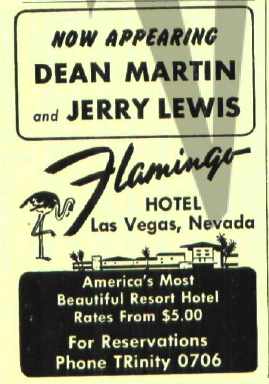 NOW APPEARING
DEAN MARTIN
and JERRY LEWIS
Flamingo
HOTEL
Las Vegas, Nevada
America's Most
Beautiful Resort Hotel
Rates From $5.00
For Reservations
Phone TRinity 0706